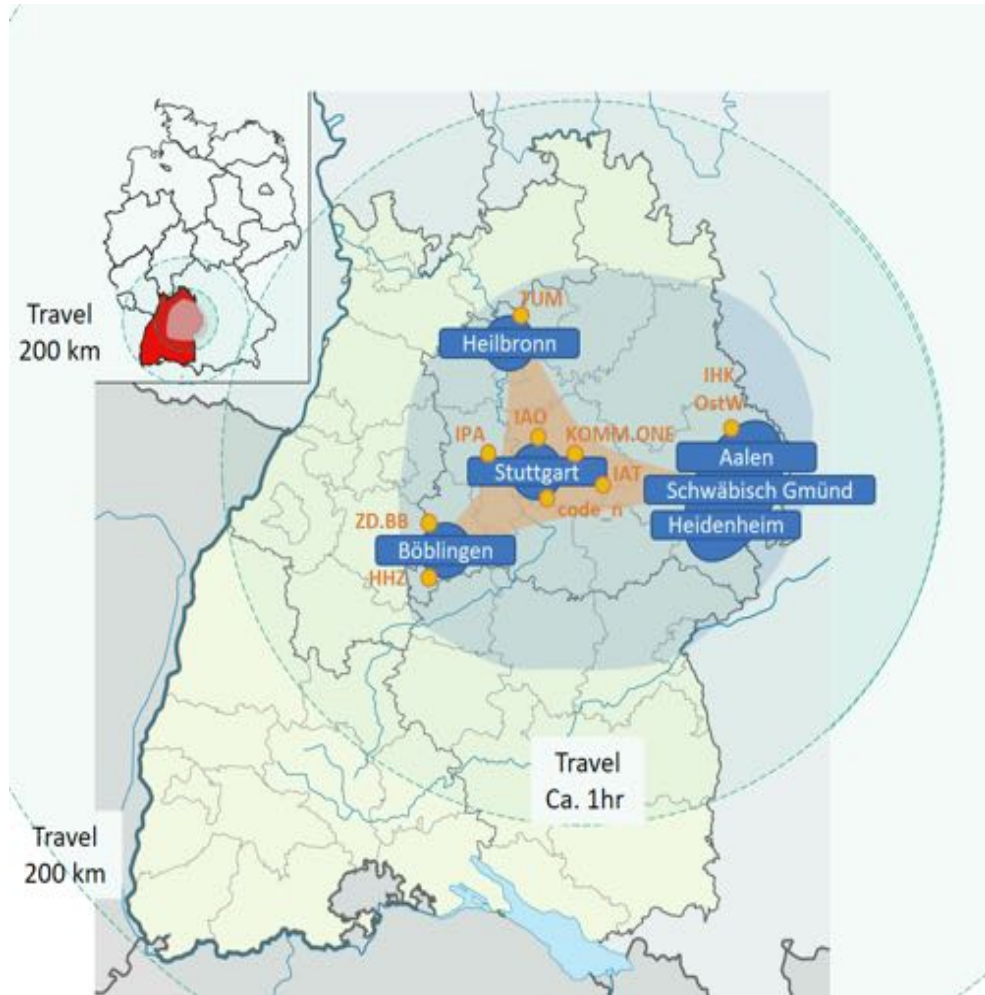 Travel
200 km
TUM
Heilbronn
IHK
OstW
IAO
IPA
KOMM.ONE
Aalen
Stuttgart
IAT
Schwäbisch Gmünd
code_n
ZD.BB
Heidenheim
Böblingen
HHZ
Travel
Ca. 1hr
Travel
200 km